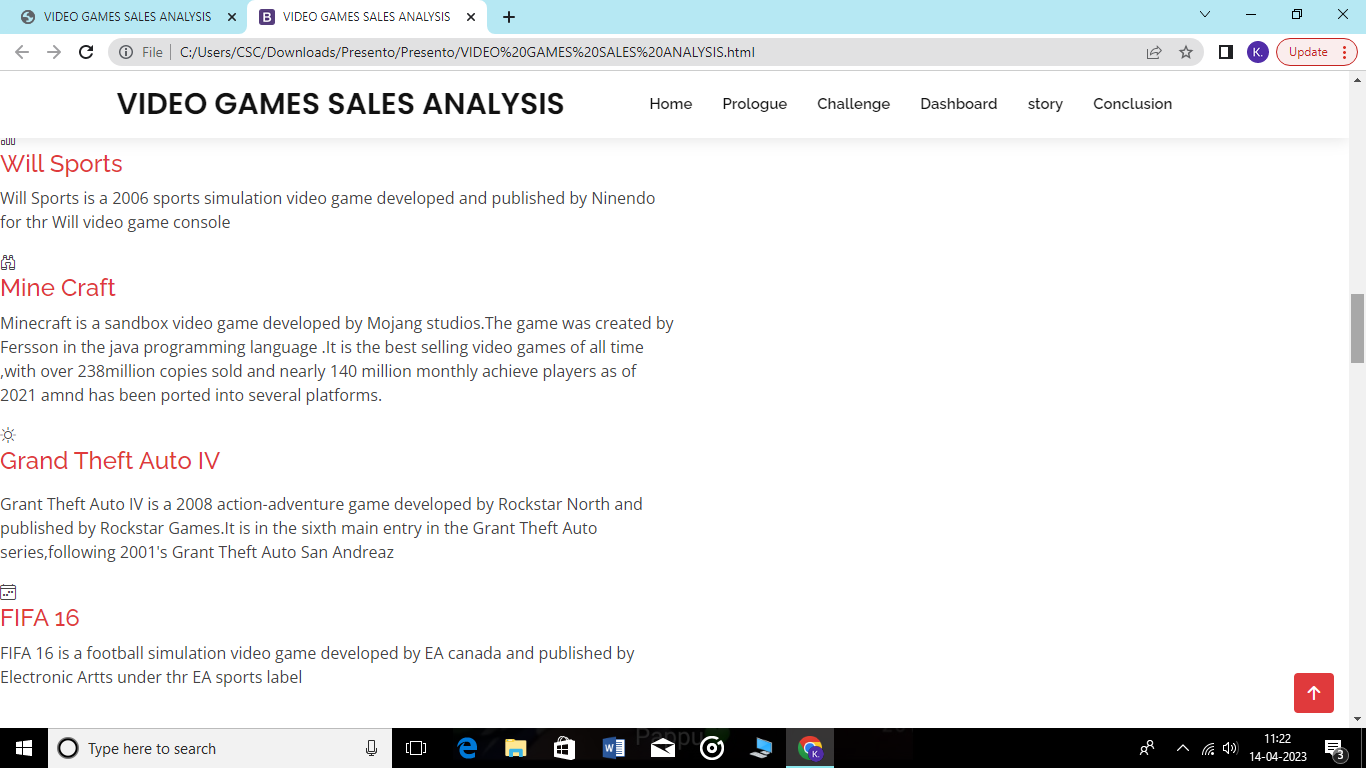 VIDEO GAMES SALES ANALYSIS
VIDEO GAMES SALES ANALYSIS
File
C:/Users/CSC/Downloads/Presento/Presento/VIDEO%20GAMES%20SALES%20ANALYSIS.html
K.
Update
VIDEO GAMES SALES ANALYSIS
Home Prologue Challenge Dashboard story Conclusion
Will Sports
Will Sports is a 2006 sports simulation video game developed and published by Ninendo
for thr Will video game console
Mine Craft
Minecraft is a sandbox video game developed by Mojang studios.The game was created by
Fersson in the java programming language .It is the best selling video games of all time
,with over 238million copies sold and nearly 140 million monthly achieve players as of
2021 amnd has been ported into several platforms.
Grand Theft Auto IV
Grant Theft Auto IV is a 2008 action-adventure game developed by Rockstar North and
published by Rockstar Games.It is in the sixth main entry in the Grant Theft Auto
series,following 2001's Grant Theft Auto San Andreaz
FIFA 16
FIFA 16 is a football simulation video game developed by EA canada and published by
Electronic Artts under thr EA sports label
Type here to search
Pappu
K.
11:22
14-04-2023
3